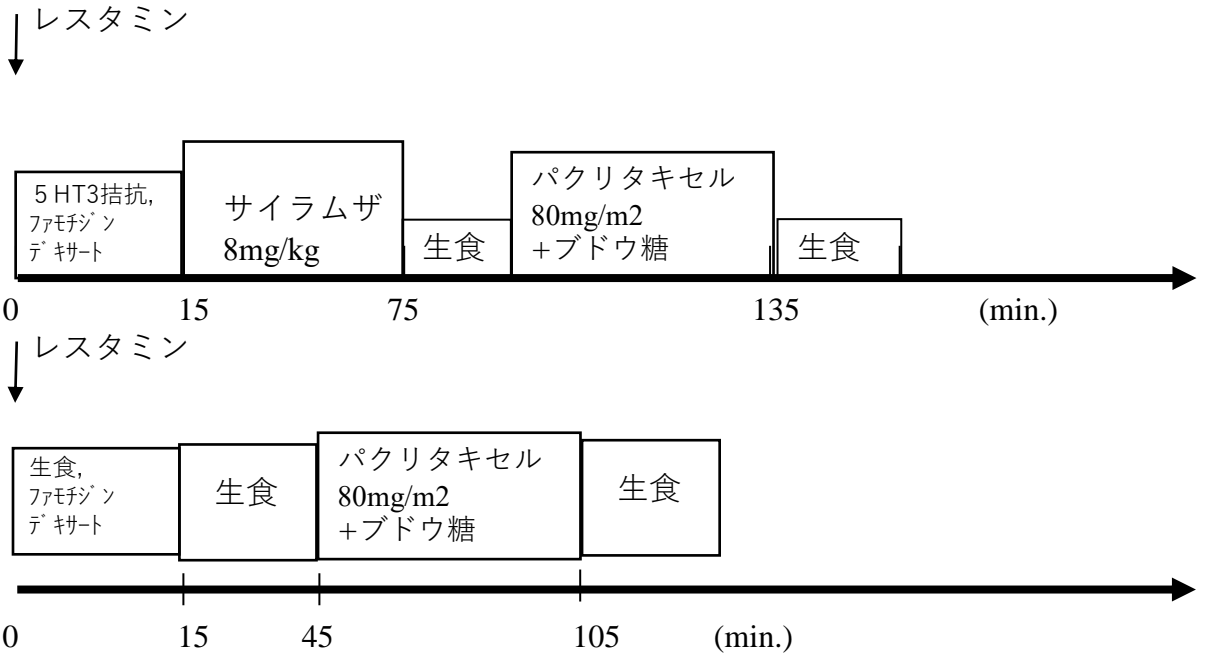 レスタミン
５HT3拮抗,
ﾌｧﾓﾁｼﾞﾝ
ﾃﾞｷｻｰﾄ
サイラムザ
8mg/kg
生食
パクリタキセル
80mg/m2
+ブドウ糖
生食
0 15 75 135 (min.)
レスタミン
生食,
ﾌｧﾓﾁｼﾞﾝ
ﾃﾞｷｻｰﾄ
生食
パクリタキセル
80mg/m2
+ブドウ糖
生食
0 15 45 105 (min.)